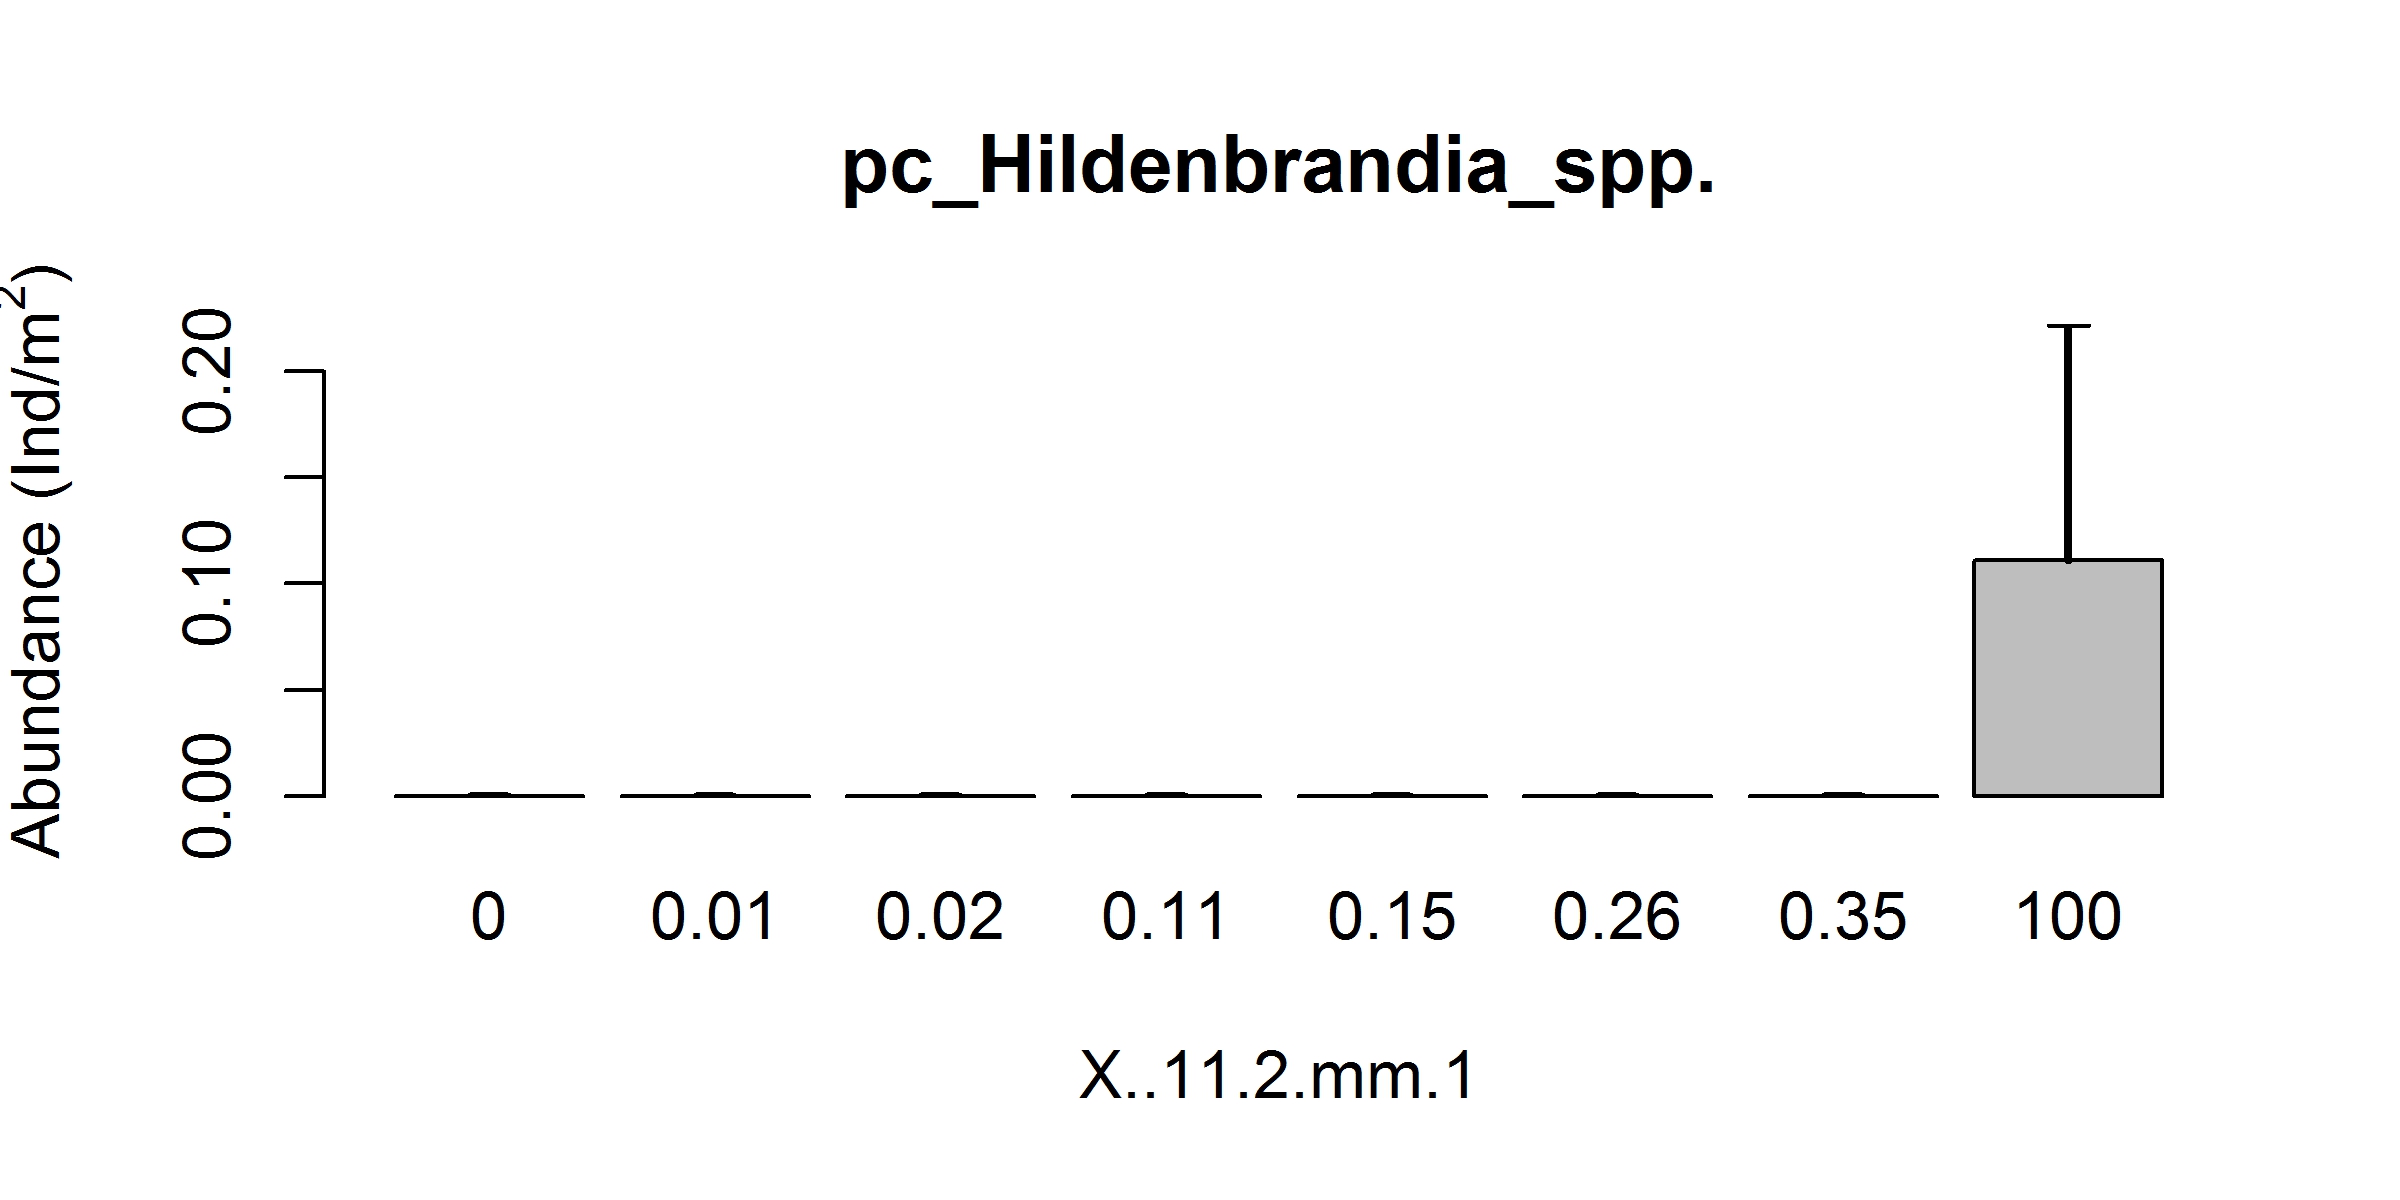 pc_Hildenbrandia_spp.
Abundance (Ind/m²)
0.20
0.10
0.00
0 0.01 0.02 0.11 0.15 0.26 0.35 100
X..11.2.mm.1